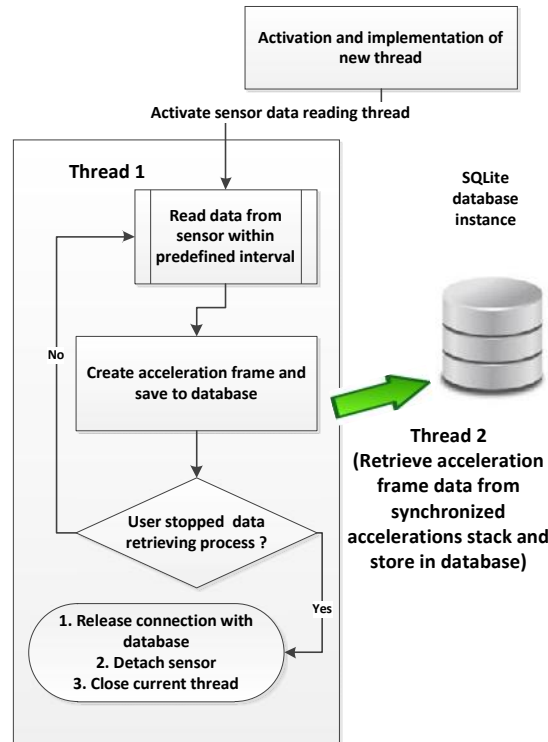 Activation and implementation of
new thread
Activate sensor data reading thread
Thread 1
Read data from
sensor within
predefined interval
No
Create acceleration frame and
save to database
User stopped data
retrieving process ?
Yes
1. Release connection with
database
2. Detach sensor
3. Close current thread
SQLite
database
instance
Thread 2
(Retrieve acceleration
frame data from
synchronized
accelerations stack and
store in database)